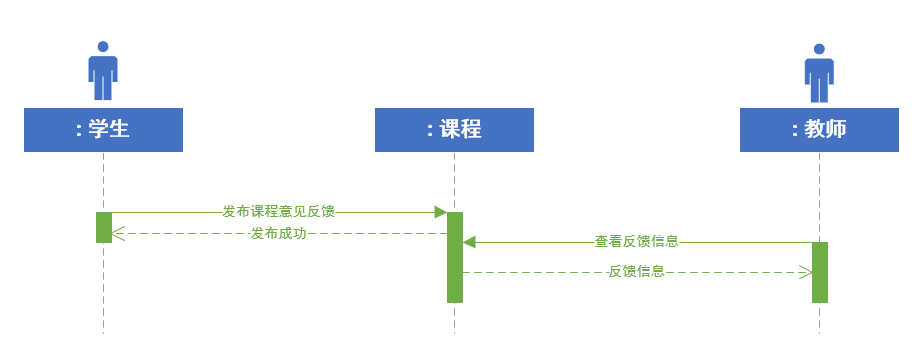 : 学生
: 课程
: 教师
发布课程意见反馈
发布成功
查看反馈信息
反馈信息